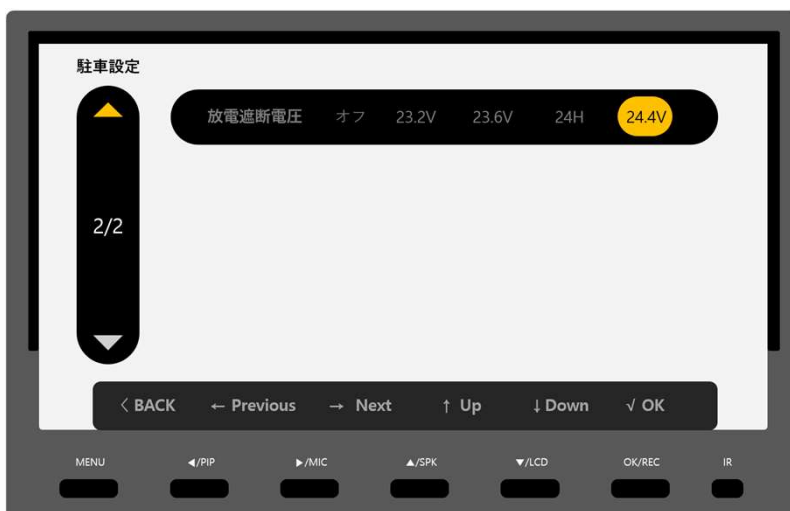 駐車設定
放電遮断電圧 オフ 23.2V 23.6V 24H 24.4V
2/2
〈 BACK ← Previous → Next ↑ Up ↓ Down √ OK
MENU ◀/PIP ▶/MIC ▲/SPK ▼/LCD OK/REC IR